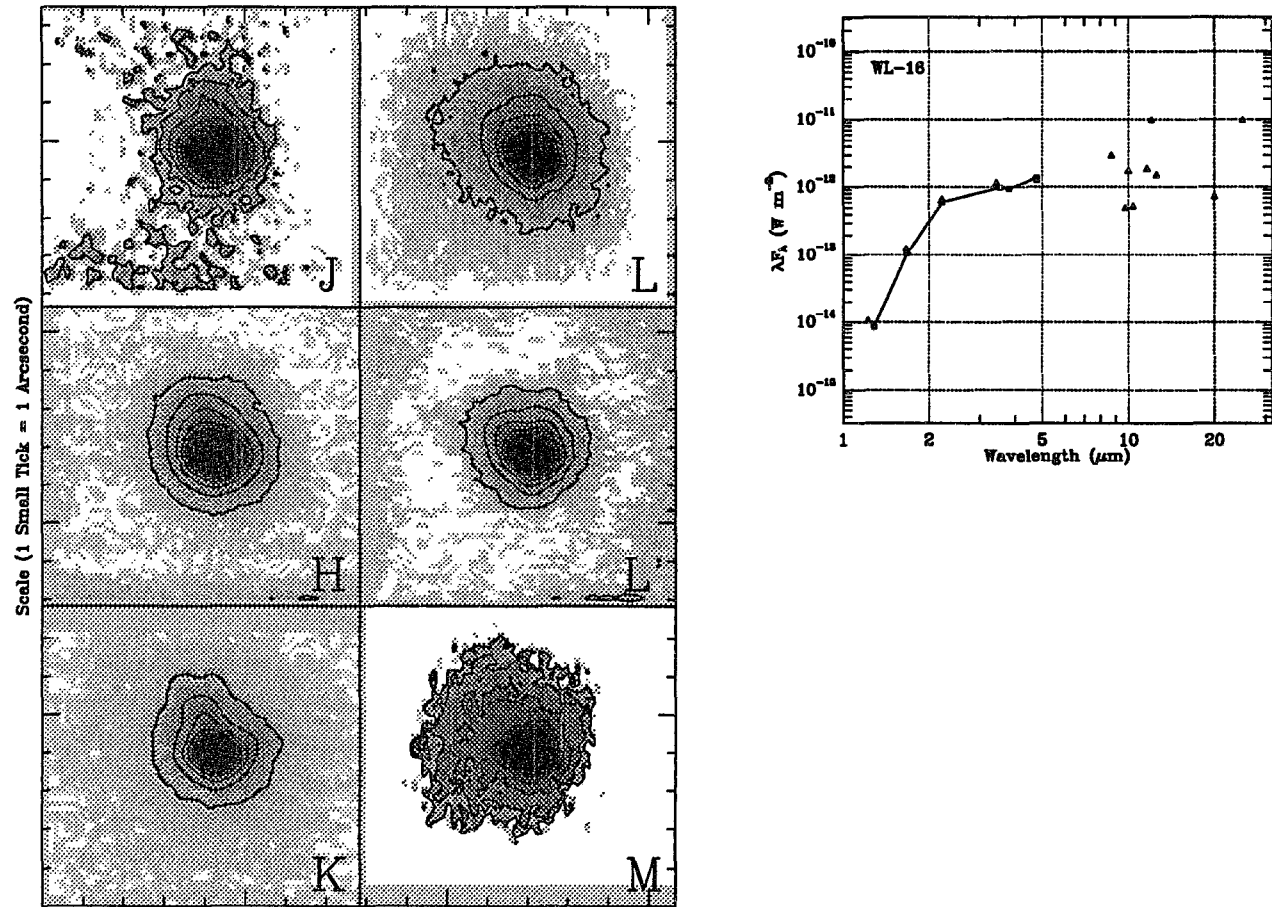 Scale (1 Small Tick = 1 Arcsecond)
J
L
H
L
K
M
WL-16
λF_λ (W m⁻²)
10⁻¹⁰
10⁻¹¹
10⁻¹²
10⁻¹³
10⁻¹⁴
10⁻¹⁵
1 2 5 10 20
Wavelength (μm)